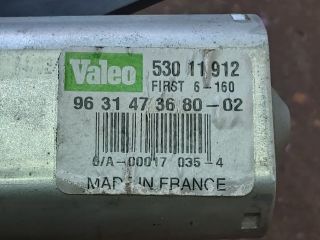 Valeo 530 11 912
FIRST 6-160
96 31 47 36 80-02
6/A-00017 035-4
MADE IN FRANCE